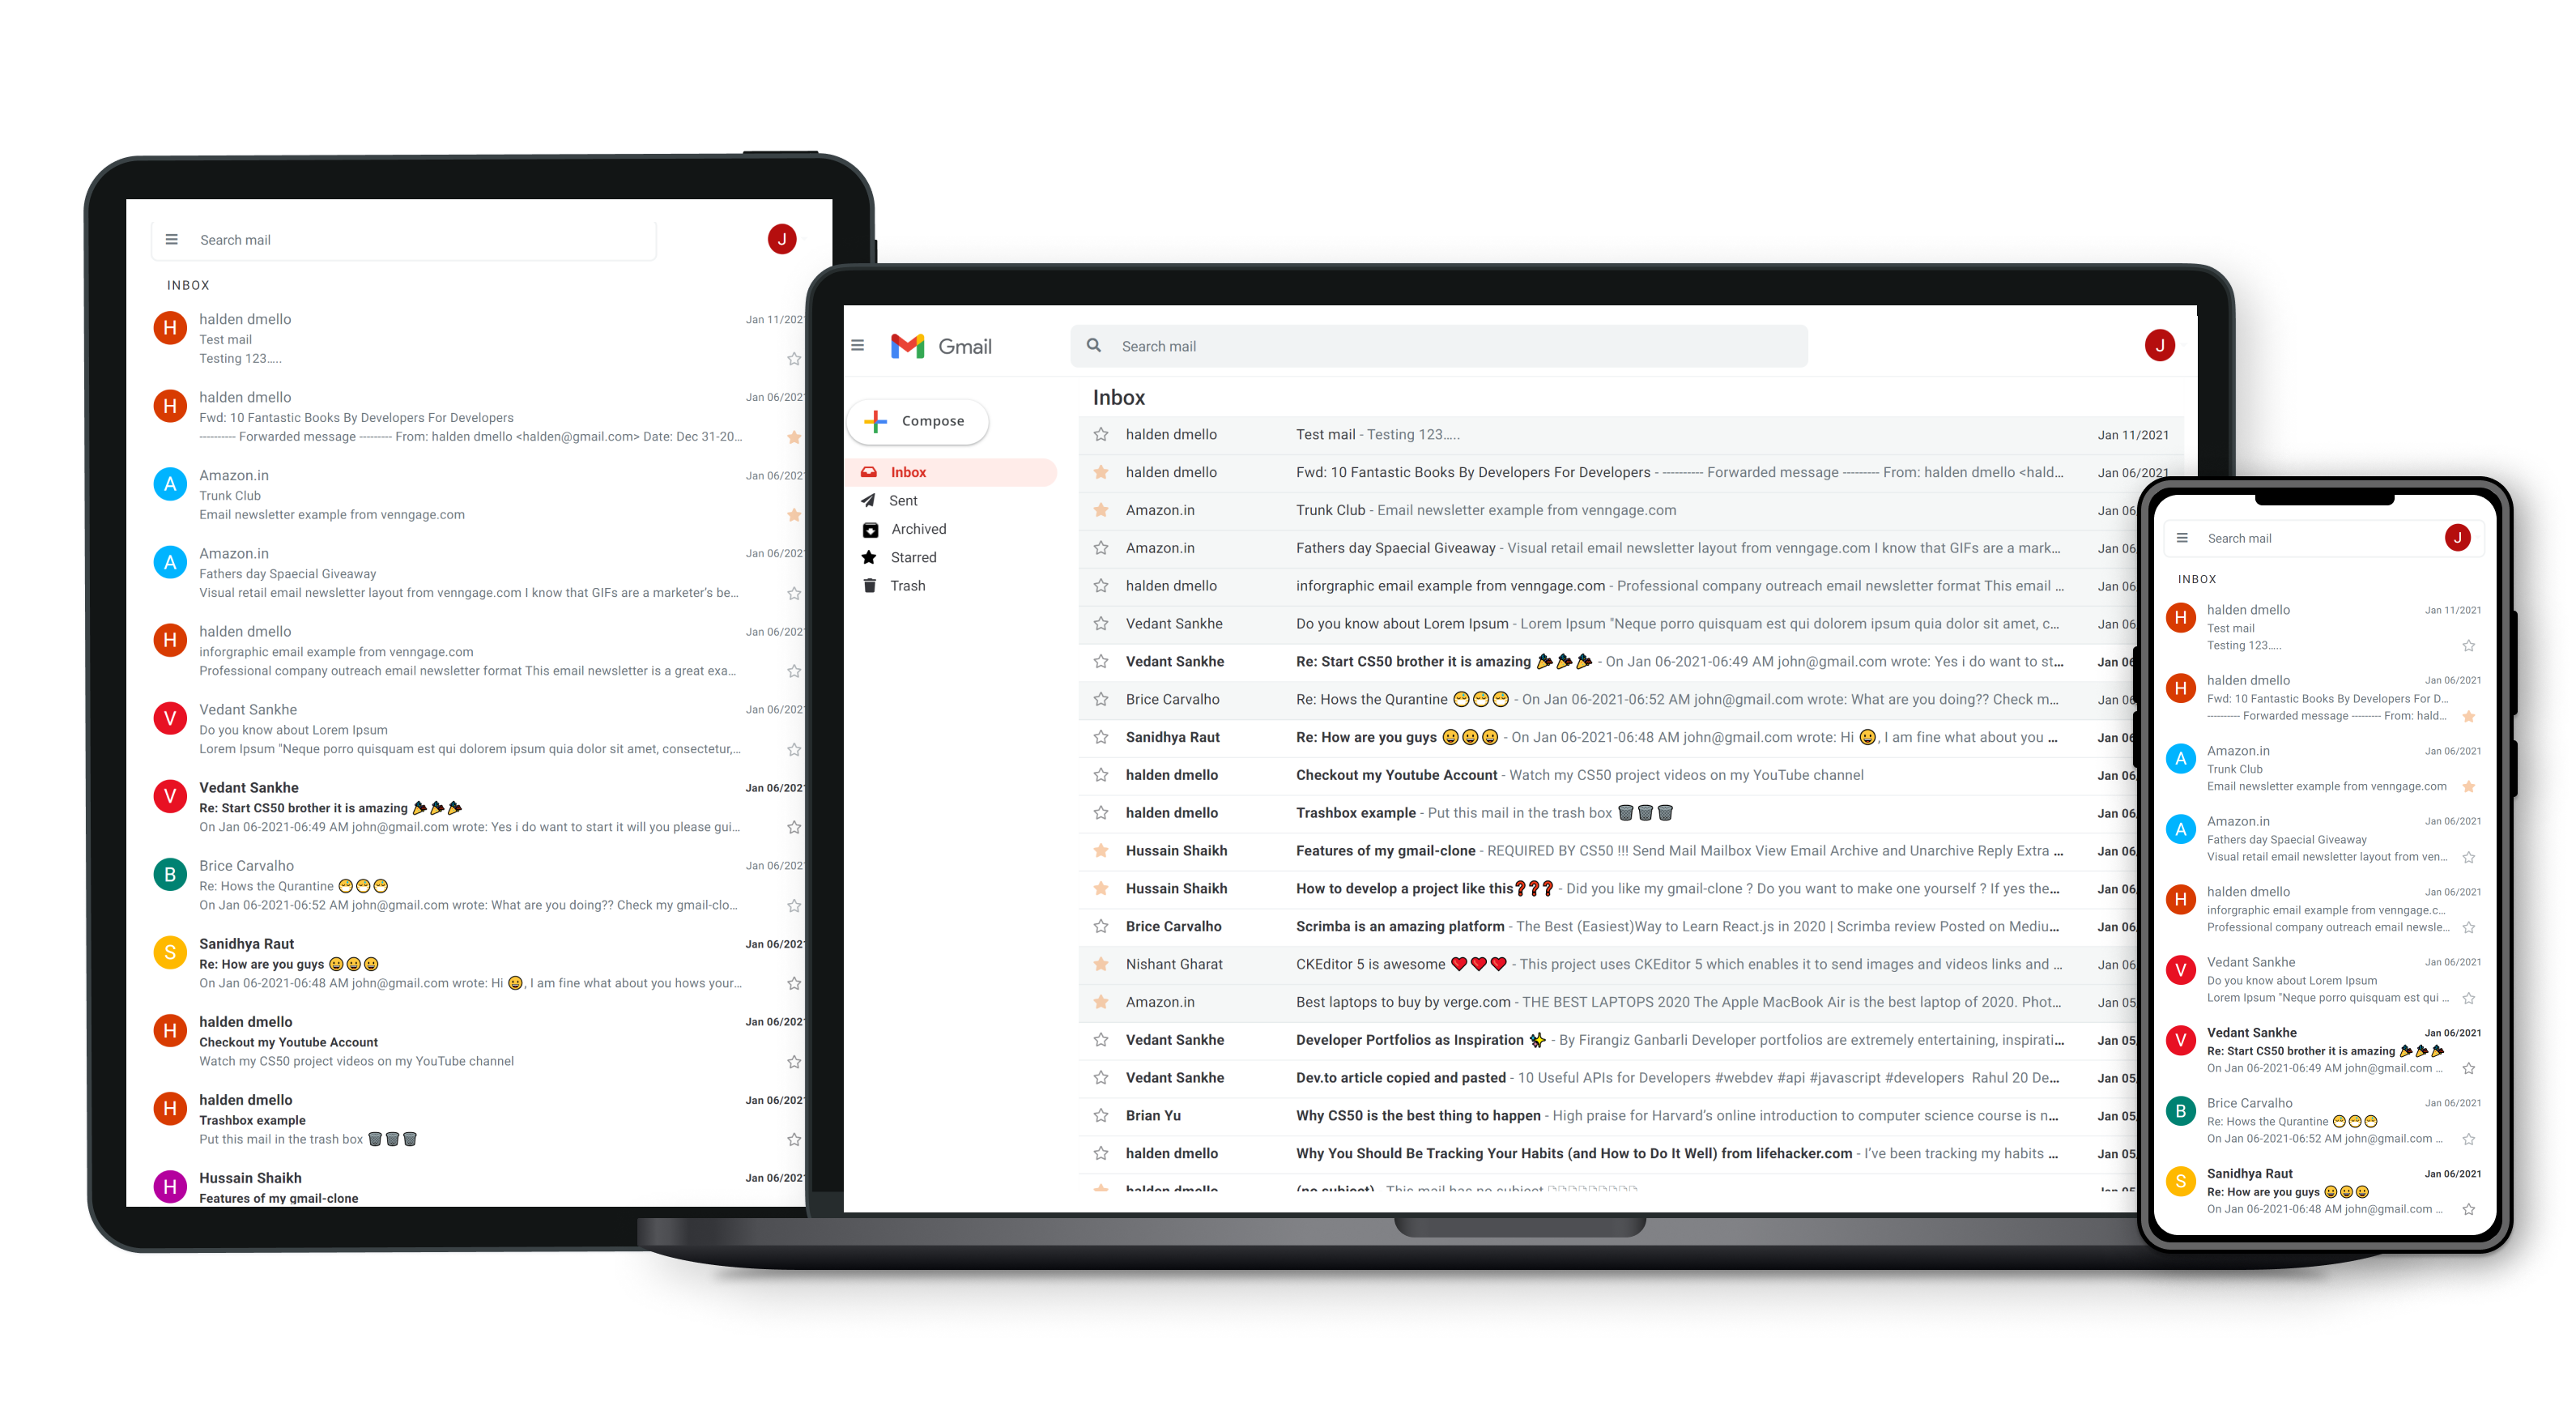 Search mail
J
INBOX
H
halden dmello
Jan 11/202
Test mail
Testing 123.....
H
halden dmello
Jan 06/202
Fwd: 10 Fantastic Books By Developers For Developers
---------- Forwarded message --------- From: halden dmello <halden@gmail.com> Date: Dec 31-20...
A
Amazon.in
Jan 06/202
Trunk Club
Email newsletter example from venngage.com
A
Amazon.in
Jan 06/202
Fathers day Spaecial Giveaway
Visual retail email newsletter layout from venngage.com I know that GIFs are a marketer's be...
H
halden dmello
Jan 06/202
inforgraphic email example from venngage.com
Professional company outreach email newsletter format This email newsletter is a great exa...
V
Vedant Sankhe
Jan 06/202
Do you know about Lorem Ipsum
Lorem Ipsum "Neque porro quisquam est qui dolorem ipsum quia dolor sit amet, consectetur,...
V
Vedant Sankhe
Jan 06/202
Re: Start CS50 brother it is amazing 🎉🎉🎉
On Jan 06-2021-06:49 AM john@gmail.com wrote: Yes i do want to start it will you please gui...
B
Brice Carvalho
Jan 06/202
Re: Hows the Qurantine 😷😷😷
On Jan 06-2021-06:52 AM john@gmail.com wrote: What are you doing?? Check my gmail-clo...
S
Sanidhya Raut
Jan 06/202
Re: How are you guys 😀😀😀
On Jan 06-2021-06:48 AM john@gmail.com wrote: Hi 😀, I am fine what about you hows your...
H
halden dmello
Jan 06/202
Checkout my Youtube Account
Watch my CS50 project videos on my YouTube channel
H
halden dmello
Jan 06/202
Trashbox example
Put this mail in the trash box 🗑️🗑️🗑️
H
Hussain Shaikh
Jan 06/202
Features of my gmail-clone
Gmail
Search mail
J
Compose
Inbox
Sent
Archived
Starred
Trash
Inbox
halden dmello Test mail - Testing 123..... Jan 11/2021
halden dmello Fwd: 10 Fantastic Books By Developers For Developers - ---------- Forwarded message --------- From: halden dmello <hald... Jan 06/2021
Amazon.in Trunk Club - Email newsletter example from venngage.com Jan 06
Amazon.in Fathers day Spaecial Giveaway - Visual retail email newsletter layout from venngage.com I know that GIFs are a mark... Jan 06
halden dmello inforgraphic email example from venngage.com - Professional company outreach email newsletter format This email ... Jan 06
Vedant Sankhe Do you know about Lorem Ipsum - Lorem Ipsum "Neque porro quisquam est qui dolorem ipsum quia dolor sit amet, c... Jan 06
Vedant Sankhe Re: Start CS50 brother it is amazing 🎉🎉🎉 - On Jan 06-2021-06:49 AM john@gmail.com wrote: Yes i do want to st... Jan 06
Brice Carvalho Re: Hows the Qurantine 😷😷😷 - On Jan 06-2021-06:52 AM john@gmail.com wrote: What are you doing?? Check m... Jan 06
Sanidhya Raut Re: How are you guys 😀😀😀 - On Jan 06-2021-06:48 AM john@gmail.com wrote: Hi 😀, I am fine what about you ... Jan 06
halden dmello Checkout my Youtube Account - Watch my CS50 project videos on my YouTube channel Jan 06
halden dmello Trashbox example - Put this mail in the trash box 🗑️🗑️🗑️ Jan 06
Hussain Shaikh Features of my gmail-clone - REQUIRED BY CS50 !!! Send Mail Mailbox View Email Archive and Unarchive Reply Extra ... Jan 06
Hussain Shaikh How to develop a project like this❓❓❓ - Did you like my gmail-clone ? Do you want to make one yourself ? If yes the... Jan 06
Brice Carvalho Scrimba is an amazing platform - The Best (Easiest)Way to Learn React.js in 2020 | Scrimba review Posted on Mediu... Jan 06
Nishant Gharat CKEditor 5 is awesome ❤️❤️❤️ - This project uses CKEditor 5 which enables it to send images and videos links and ... Jan 06
Amazon.in Best laptops to buy by verge.com - THE BEST LAPTOPS 2020 The Apple MacBook Air is the best laptop of 2020. Phot... Jan 05
Vedant Sankhe Developer Portfolios as Inspiration ✨ - By Firangiz Ganbarli Developer portfolios are extremely entertaining, inspirati... Jan 05
Vedant Sankhe Dev.to article copied and pasted - 10 Useful APIs for Developers #webdev #api #javascript #developers Rahul 20 De... Jan 05
Brian Yu Why CS50 is the best thing to happen - High praise for Harvard's online introduction to computer science course is n... Jan 05
halden dmello Why You Should Be Tracking Your Habits (and How to Do It Well) from lifehacker.com - I've been tracking my habits ... Jan 05
halden dmello (no subject) - This mail has no subject Jan 05
Search mail
J
INBOX
H
halden dmello
Jan 11/2021
Test mail
Testing 123.....
H
halden dmello
Jan 06/2021
Fwd: 10 Fantastic Books By Developers For D...
---------- Forwarded message --------- From: hald...
A
Amazon.in
Jan 06/2021
Trunk Club
Email newsletter example from venngage.com
A
Amazon.in
Jan 06/2021
Fathers day Spaecial Giveaway
Visual retail email newsletter layout from ven...
H
halden dmello
Jan 06/2021
inforgraphic email example from venngage.c...
Professional company outreach email newsle...
V
Vedant Sankhe
Jan 06/2021
Do you know about Lorem Ipsum
Lorem Ipsum "Neque porro quisquam est qui ...
V
Vedant Sankhe
Jan 06/2021
Re: Start CS50 brother it is amazing 🎉🎉🎉
On Jan 06-2021-06:49 AM john@gmail.com ...
B
Brice Carvalho
Jan 06/2021
Re: Hows the Qurantine 😷😷😷
On Jan 06-2021-06:52 AM john@gmail.com ...
S
Sanidhya Raut
Jan 06/2021
Re: How are you guys 😀😀😀
On Jan 06-2021-06:48 AM john@gmail.com ...